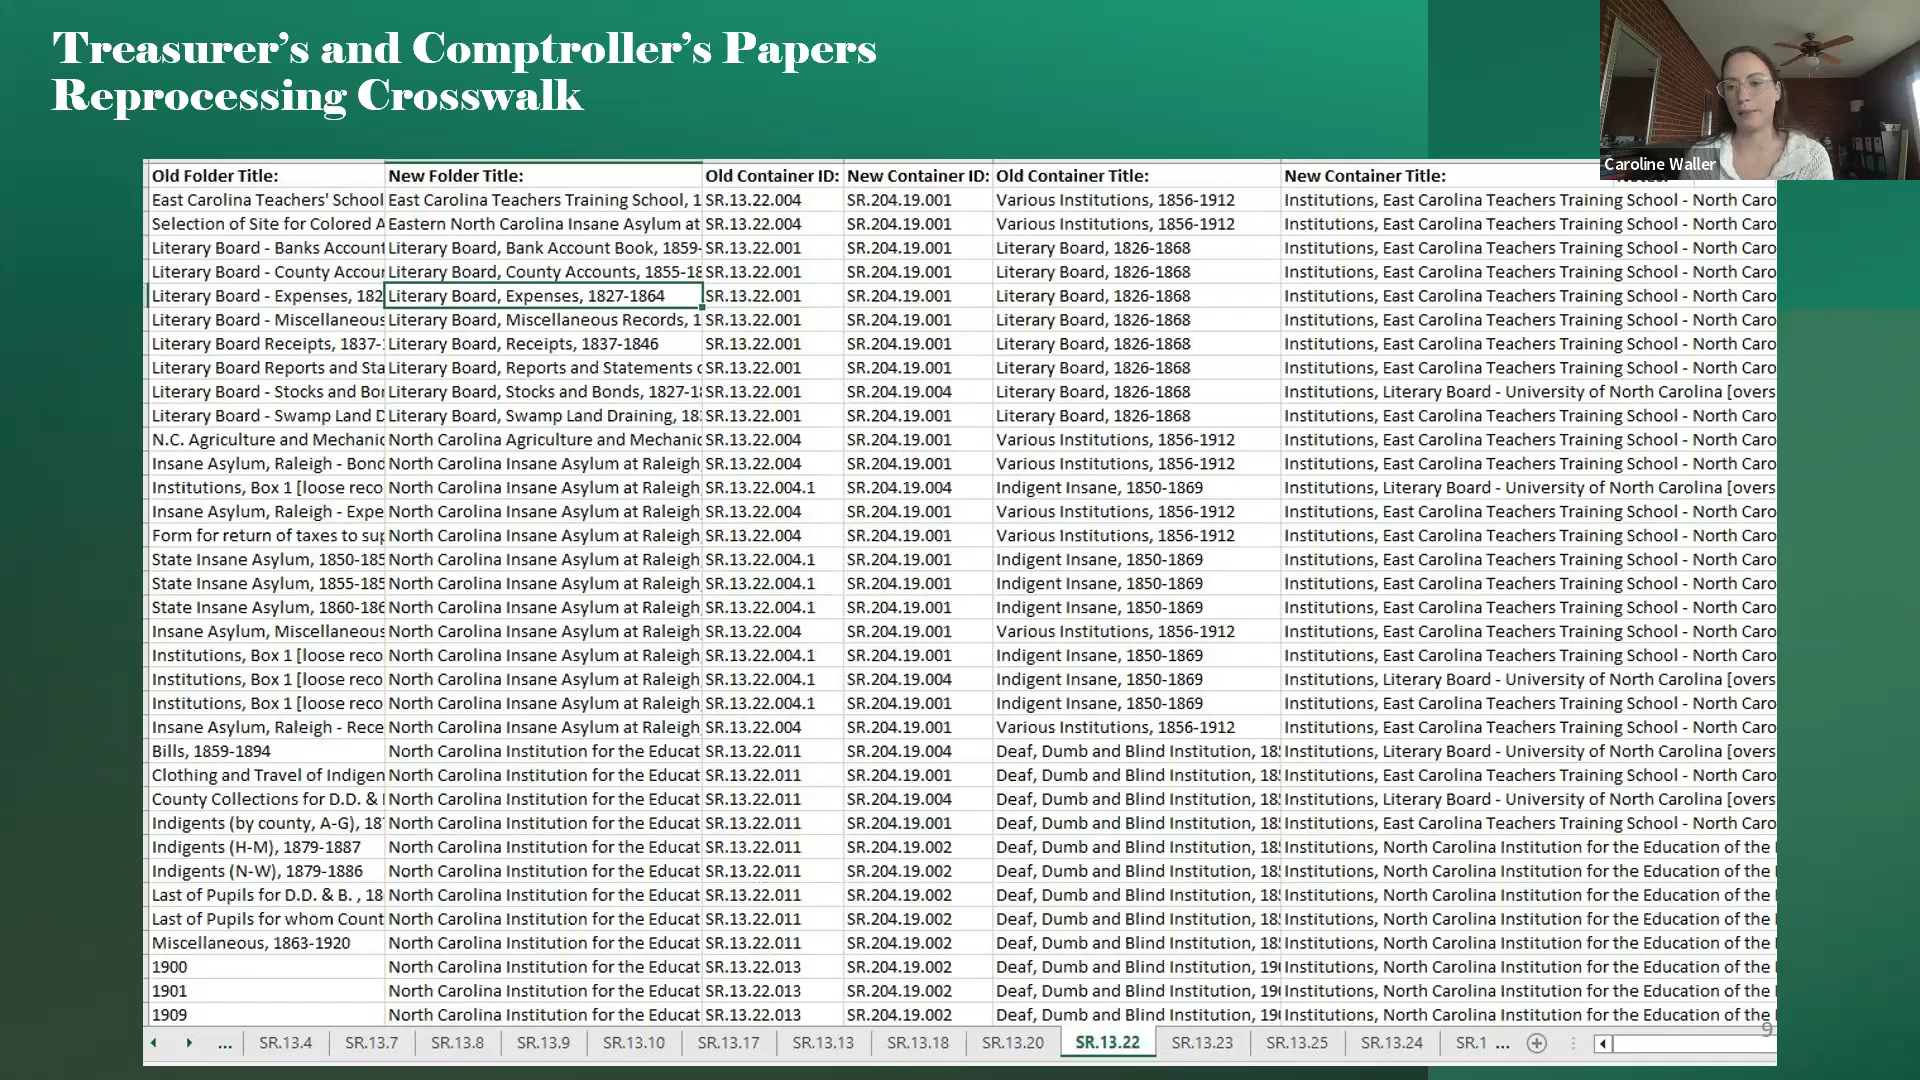 Treasurer's and Comptroller's Papers
Reprocessing Crosswalk
Caroline Waller
Old Folder Title: New Folder Title: Old Container ID: New Container ID: Old Container Title: New Container Title:
East Carolina Teachers' School East Carolina Teachers Training School, 1 SR.13.22.004 SR.204.19.001 Various Institutions, 1856-1912 Institutions, East Carolina Teachers Training School - North Caro
Selection of Site for Colored A Eastern North Carolina Insane Asylum at SR.13.22.004 SR.204.19.001 Various Institutions, 1856-1912 Institutions, East Carolina Teachers Training School - North Caro
Literary Board - Banks Account Literary Board, Bank Account Book, 1859- SR.13.22.001 SR.204.19.001 Literary Board, 1826-1868 Institutions, East Carolina Teachers Training School - North Caro
Literary Board - County Accour Literary Board, County Accounts, 1855-18 SR.13.22.001 SR.204.19.001 Literary Board, 1826-1868 Institutions, East Carolina Teachers Training School - North Caro
Literary Board - Expenses, 182 Literary Board, Expenses, 1827-1864 SR.13.22.001 SR.204.19.001 Literary Board, 1826-1868 Institutions, East Carolina Teachers Training School - North Caro
Literary Board - Miscellaneous Literary Board, Miscellaneous Records, 1 SR.13.22.001 SR.204.19.001 Literary Board, 1826-1868 Institutions, East Carolina Teachers Training School - North Caro
Literary Board Receipts, 1837- Literary Board, Receipts, 1837-1846 SR.13.22.001 SR.204.19.001 Literary Board, 1826-1868 Institutions, East Carolina Teachers Training School - North Caro
Literary Board Reports and Sta Literary Board, Reports and Statements SR.13.22.001 SR.204.19.001 Literary Board, 1826-1868 Institutions, East Carolina Teachers Training School - North Caro
Literary Board - Stocks and Bo Literary Board, Stocks and Bonds, 1827-1 SR.13.22.001 SR.204.19.004 Literary Board, 1826-1868 Institutions, Literary Board - University of North Carolina [overs
Literary Board - Swamp Land D Literary Board, Swamp Land Draining, 18 SR.13.22.001 SR.204.19.001 Literary Board, 1826-1868 Institutions, East Carolina Teachers Training School - North Caro
N.C. Agriculture and Mechanic North Carolina Agriculture and Mechanic SR.13.22.004 SR.204.19.001 Various Institutions, 1856-1912 Institutions, East Carolina Teachers Training School - North Caro
Insane Asylum, Raleigh - Bond North Carolina Insane Asylum at Raleigh, SR.13.22.004 SR.204.19.001 Various Institutions, 1856-1912 Institutions, East Carolina Teachers Training School - North Caro
Institutions, Box 1 [loose reco North Carolina Insane Asylum at Raleigh, SR.13.22.004.1 SR.204.19.004 Indigent Insane, 1850-1869 Institutions, Literary Board - University of North Carolina [overs
Insane Asylum, Raleigh - Expe North Carolina Insane Asylum at Raleigh, SR.13.22.004 SR.204.19.001 Various Institutions, 1856-1912 Institutions, East Carolina Teachers Training School - North Caro
Form for return of taxes to sup North Carolina Insane Asylum at Raleigh, SR.13.22.004 SR.204.19.001 Various Institutions, 1856-1912 Institutions, East Carolina Teachers Training School - North Caro
State Insane Asylum, 1850-185 North Carolina Insane Asylum at Raleigh, SR.13.22.004.1 SR.204.19.001 Indigent Insane, 1850-1869 Institutions, East Carolina Teachers Training School - North Caro
State Insane Asylum, 1855-185 North Carolina Insane Asylum at Raleigh, SR.13.22.004.1 SR.204.19.001 Indigent Insane, 1850-1869 Institutions, East Carolina Teachers Training School - North Caro
State Insane Asylum, 1860-186 North Carolina Insane Asylum at Raleigh, SR.13.22.004.1 SR.204.19.001 Indigent Insane, 1850-1869 Institutions, East Carolina Teachers Training School - North Caro
Insane Asylum, Miscellaneous North Carolina Insane Asylum at Raleigh, SR.13.22.004 SR.204.19.001 Various Institutions, 1856-1912 Institutions, East Carolina Teachers Training School - North Caro
Institutions, Box 1 [loose reco North Carolina Insane Asylum at Raleigh, SR.13.22.004.1 SR.204.19.001 Indigent Insane, 1850-1869 Institutions, East Carolina Teachers Training School - North Caro
Institutions, Box 1 [loose reco North Carolina Insane Asylum at Raleigh, SR.13.22.004.1 SR.204.19.004 Indigent Insane, 1850-1869 Institutions, Literary Board - University of North Carolina [overs
Institutions, Box 1 [loose reco North Carolina Insane Asylum at Raleigh, SR.13.22.004.1 SR.204.19.001 Indigent Insane, 1850-1869 Institutions, East Carolina Teachers Training School - North Caro
Insane Asylum, Raleigh - Rece North Carolina Insane Asylum at Raleigh, SR.13.22.004 SR.204.19.001 Various Institutions, 1856-1912 Institutions, East Carolina Teachers Training School - North Caro
Bills, 1859-1894 North Carolina Institution for the Educat SR.13.22.011 SR.204.19.004 Deaf, Dumb and Blind Institution, 18 Institutions, Literary Board - University of North Carolina [overs
Clothing and Travel of Indigen North Carolina Institution for the Educat SR.13.22.011 SR.204.19.001 Deaf, Dumb and Blind Institution, 18 Institutions, East Carolina Teachers Training School - North Caro
County Collections for D.D. & North Carolina Institution for the Educat SR.13.22.011 SR.204.19.004 Deaf, Dumb and Blind Institution, 18 Institutions, Literary Board - University of North Carolina [overs
Indigents (by county, A-G), 18 North Carolina Institution for the Educat SR.13.22.011 SR.204.19.001 Deaf, Dumb and Blind Institution, 18 Institutions, East Carolina Teachers Training School - North Caro
Indigents (H-M), 1879-1887 North Carolina Institution for the Educat SR.13.22.011 SR.204.19.002 Deaf, Dumb and Blind Institution, 18 Institutions, North Carolina Institution for the Education of the
Indigents (N-W), 1879-1886 North Carolina Institution for the Educat SR.13.22.011 SR.204.19.002 Deaf, Dumb and Blind Institution, 18 Institutions, North Carolina Institution for the Education of the
Last of Pupils for D.D. & B. , 18 North Carolina Institution for the Educat SR.13.22.011 SR.204.19.002 Deaf, Dumb and Blind Institution, 18 Institutions, North Carolina Institution for the Education of the
Last of Pupils for whom Count North Carolina Institution for the Educat SR.13.22.011 SR.204.19.002 Deaf, Dumb and Blind Institution, 18 Institutions, North Carolina Institution for the Education of the
Miscellaneous, 1863-1920 North Carolina Institution for the Educat SR.13.22.011 SR.204.19.002 Deaf, Dumb and Blind Institution, 18 Institutions, North Carolina Institution for the Education of the
1900 North Carolina Institution for the Educat SR.13.22.013 SR.204.19.002 Deaf, Dumb and Blind Institution, 19 Institutions, North Carolina Institution for the Education of the
1901 North Carolina Institution for the Educat SR.13.22.013 SR.204.19.002 Deaf, Dumb and Blind Institution, 19 Institutions, North Carolina Institution for the Education of the
1909 North Carolina Institution for the Educat SR.13.22.013 SR.204.19.002 Deaf, Dumb and Blind Institution, 19 Institutions, North Carolina Institution for the Education of the
9
... SR.13.4 SR.13.7 SR.13.8 SR.13.9 SR.13.10 SR.13.17 SR.13.13 SR.13.18 SR.13.20 SR.13.22 SR.13.23 SR.13.25 SR.13.24 SR.1 ...